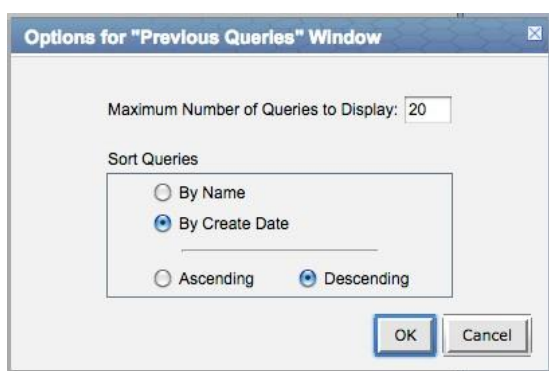 Options for "Previous Queries" Window
Maximum Number of Queries to Display: 20
Sort Queries
By Name
By Create Date
Ascending Descending
OK Cancel